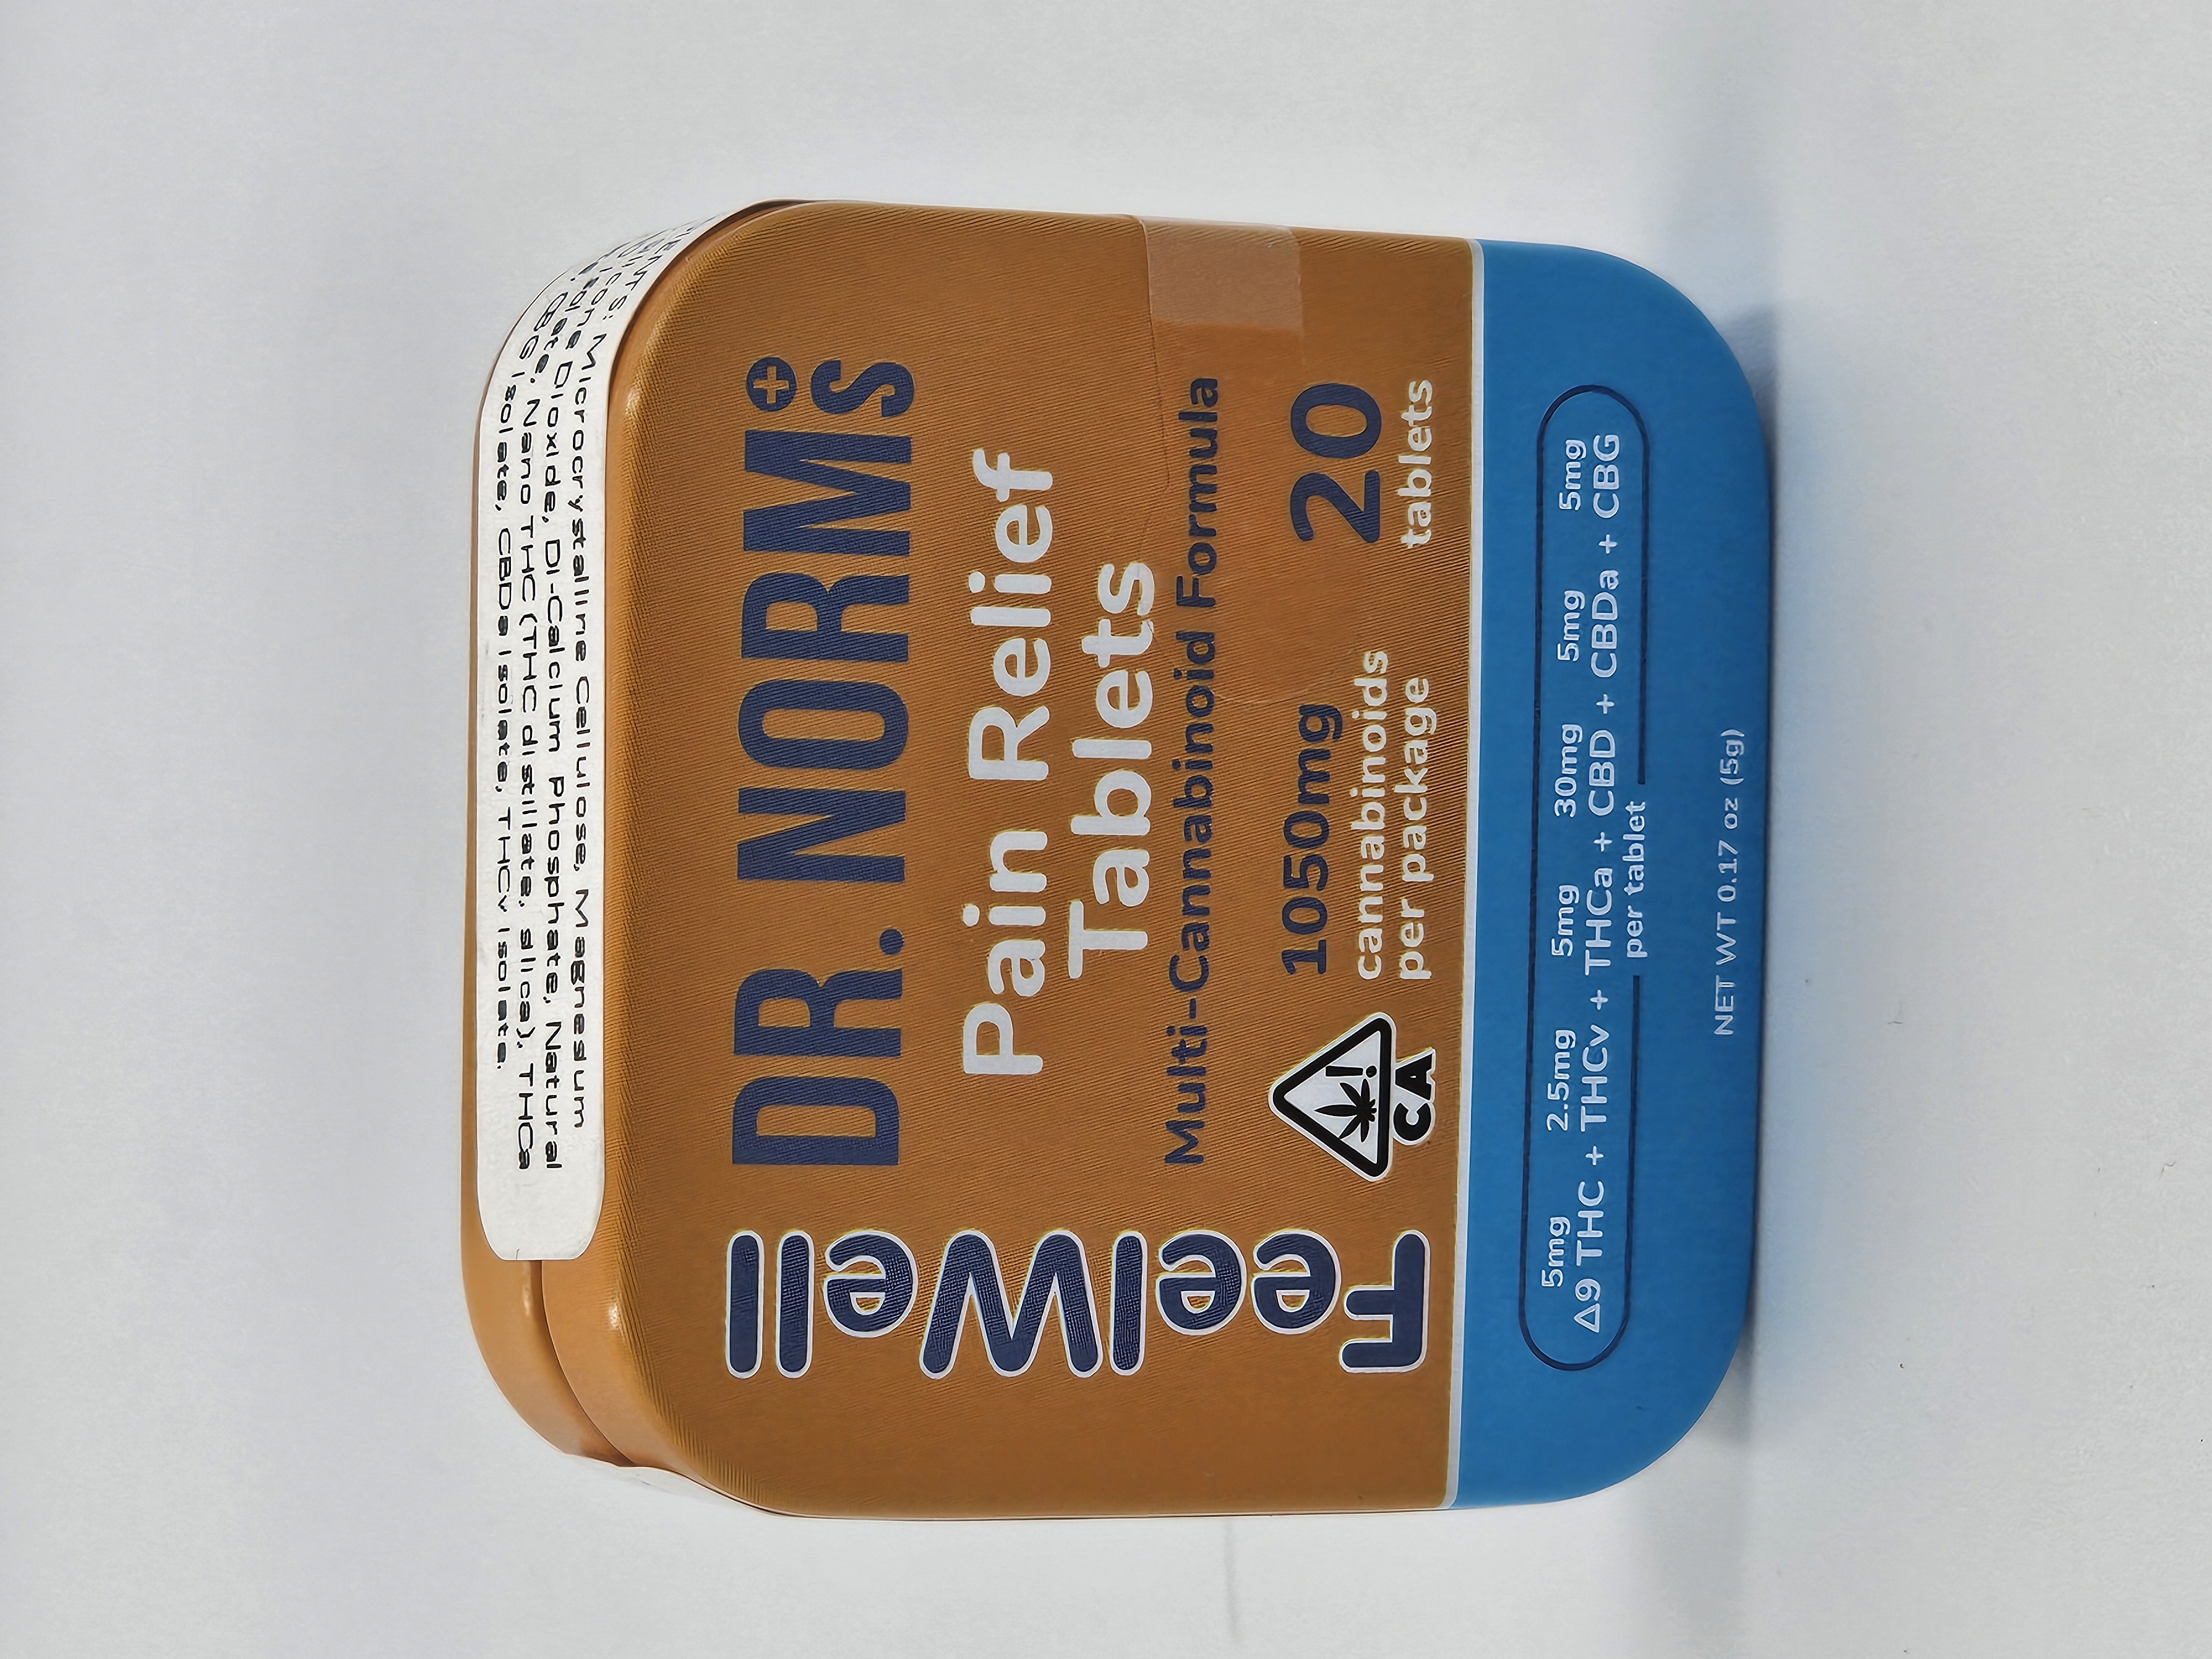 DR. NORM's
Pain Relief
Tablets
Multi-Cannabinoid Formula
CA
1050mg
cannabinoids
per package
20
tablets
FeelWell
5mg 2.5mg 5mg 30mg 5mg 5mg
Δ9 THC + THCv + THCa + CBD + CBDa + CBG
per tablet
NET WT 0.17 oz (5g)
Microcrystalline Cellulose, Magnesium
Dioxide, Di-Calcium Phosphate, Natural
Nano THC (THC distillate, silica), THCa
CBG isolate, CBDa isolate, THCv isolate.